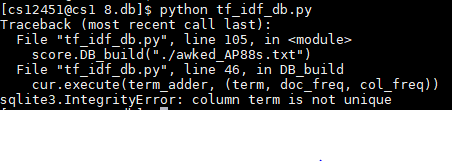 [cs12451@cs1 8.db]$ python tf_idf_db.py
Traceback (most recent call last):
  File "tf_idf_db.py", line 105, in <module>
    score.DB_build("./awked_AP88s.txt")
  File "tf_idf_db.py", line 46, in DB_build
    cur.execute(term_adder, (term, doc_freq, col_freq))
sqlite3.IntegrityError: column term is not unique